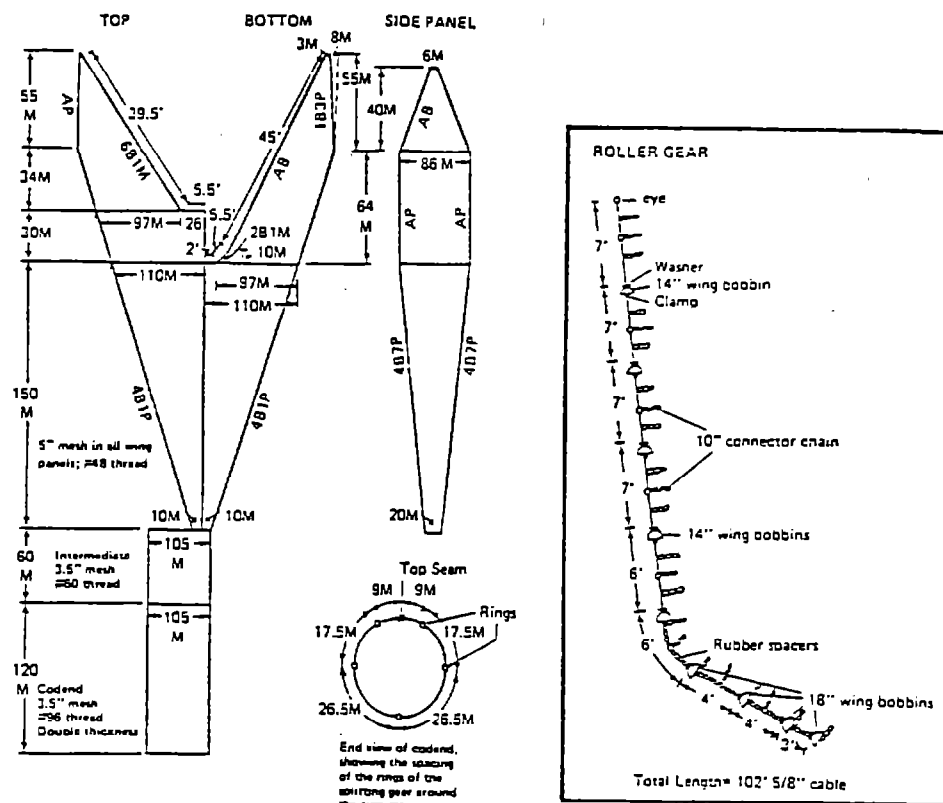 TOP
BOTTOM
SIDE PANEL
3M
8M
6M
55
M
AP
39.5'
6B1M
45'
AB
1B3P
55M
40M
AB
34M
5.5'
5.5'
86 M
30M
97M
26
2'
2B1M
10M
64
M
AP
AP
110M
97M
110M
150
M
4B1P
4B1P
4B7P
4B7P
5" mesh in all wing
panels; #48 thread
10M
10M
20M
60
M
Intermediate
3.5" mesh
#60 thread
105
M
105
M
120
M
Codend
3.5" mesh
#96 thread
Double thickness
Top Seam
9M
9M
Rings
17.5M
17.5M
26.5M
26.5M
End view of codend,
showing the spacing
of the rings of the
splitting gear around
ROLLER GEAR
eye
7'
Washer
14" wing bobbin
Clamp
7'
7'
10" connector chain
7'
14" wing bobbins
6'
6'
Rubber spacers
18" wing bobbins
4'
4'
2'
Total Length= 102' 5/8" cable